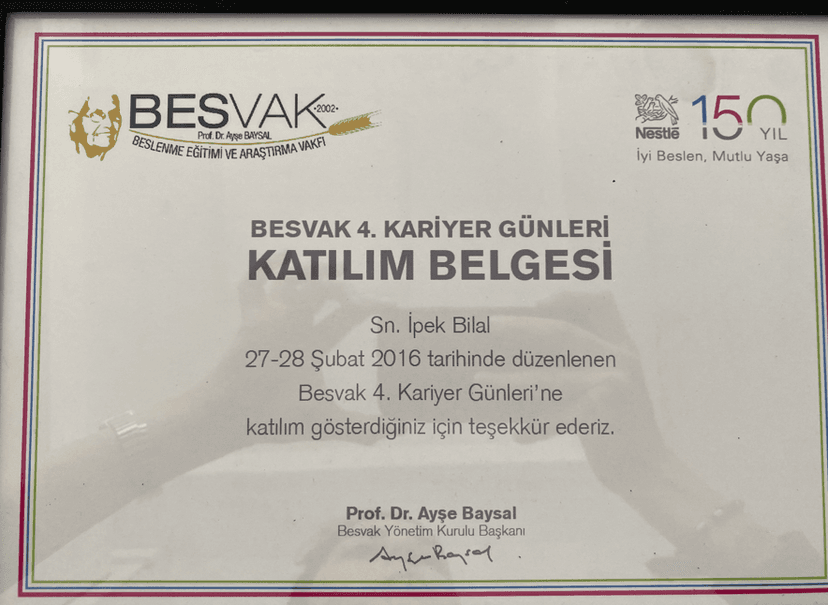 BESVAK
·2002·
Prof. Dr. Ayşe BAYSAL
BESLENME EĞİTİMİ VE ARAŞTIRMA VAKFI
Nestlé
150 YIL
İyi Beslen, Mutlu Yaşa
BESVAK 4. KARİYER GÜNLERİ
KATILIM BELGESİ
Sn. İpek Bilal
27-28 Şubat 2016 tarihinde düzenlenen
Besvak 4. Kariyer Günleri’ne
katılım gösterdiğiniz için teşekkür ederiz.
Prof. Dr. Ayşe Baysal
Besvak Yönetim Kurulu Başkanı
Ayşe Baysal